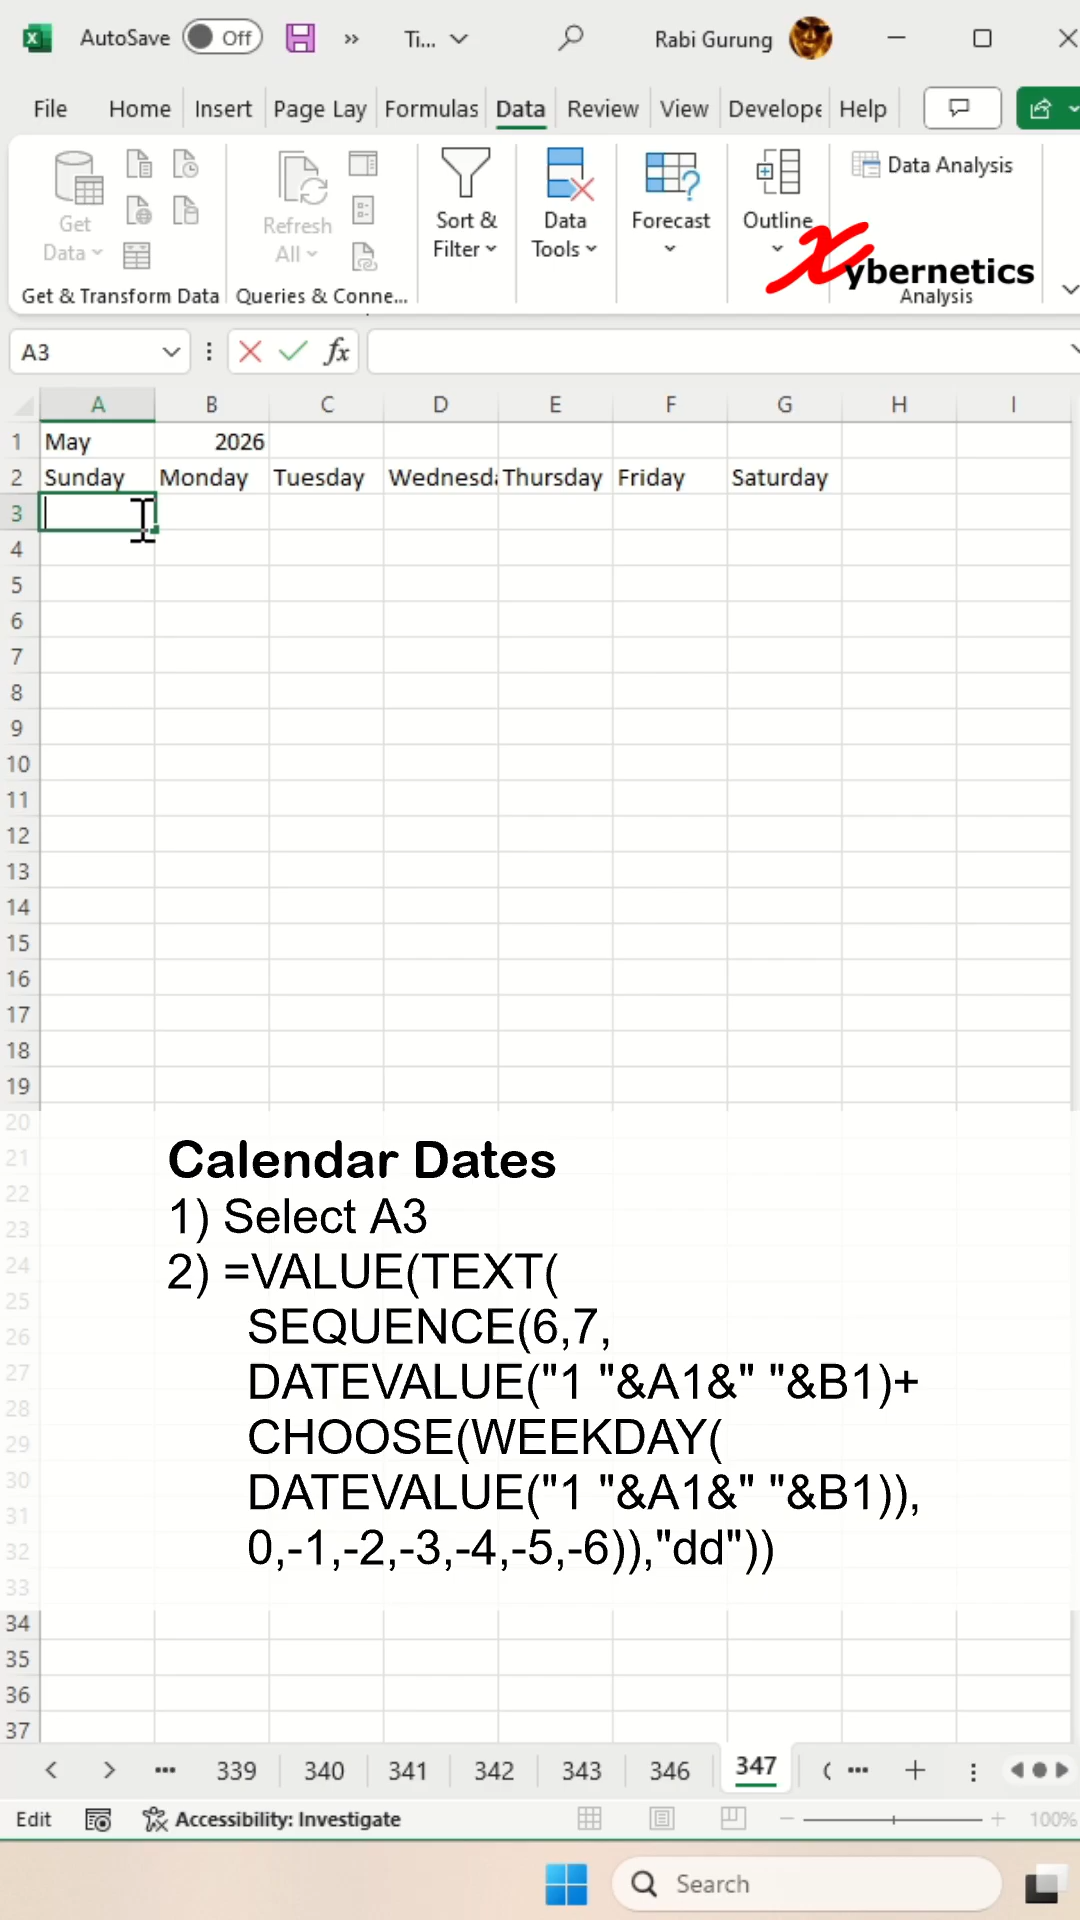 AutoSave Off » Ti... Rabi Gurung
File Home Insert Page Lay Formulas Data Review View Develope Help
Get Data
Refresh All
Sort & Filter
Data Tools
Forecast
Outline
Data Analysis
Xybernetics
Get & Transform Data Queries & Conne... Analysis
A3 fx
A B C D E F G H I
1 May 2026
2 Sunday Monday Tuesday Wednesda Thursday Friday Saturday
3
4
5
6
7
8
9
10
11
12
13
14
15
16
17
18
19
20
21
22
23
24
25
26
27
28
29
30
31
32
33
34
35
36
37
Calendar Dates
1) Select A3
2) =VALUE(TEXT(
SEQUENCE(6,7,
DATEVALUE("1 "&A1&" "&B1)+
CHOOSE(WEEKDAY(
DATEVALUE("1 "&A1&" "&B1)),
0,-1,-2,-3,-4,-5,-6)),"dd"))
... 339 340 341 342 343 346 347 ...
Edit Accessibility: Investigate 100%
Search